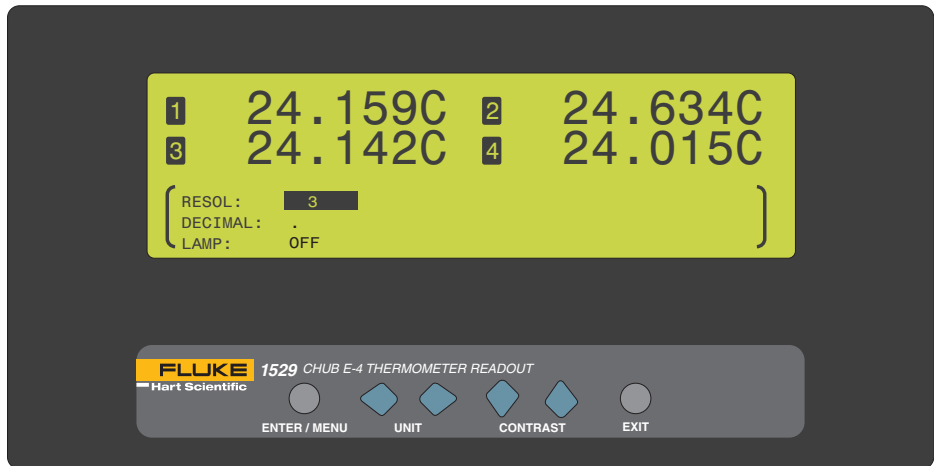 1 24.159C 2 24.634C
3 24.142C 4 24.015C
RESOL: 3
DECIMAL: .
LAMP: OFF
FLUKE 1529 CHUB E-4 THERMOMETER READOUT
Hart Scientific
ENTER / MENU UNIT CONTRAST EXIT